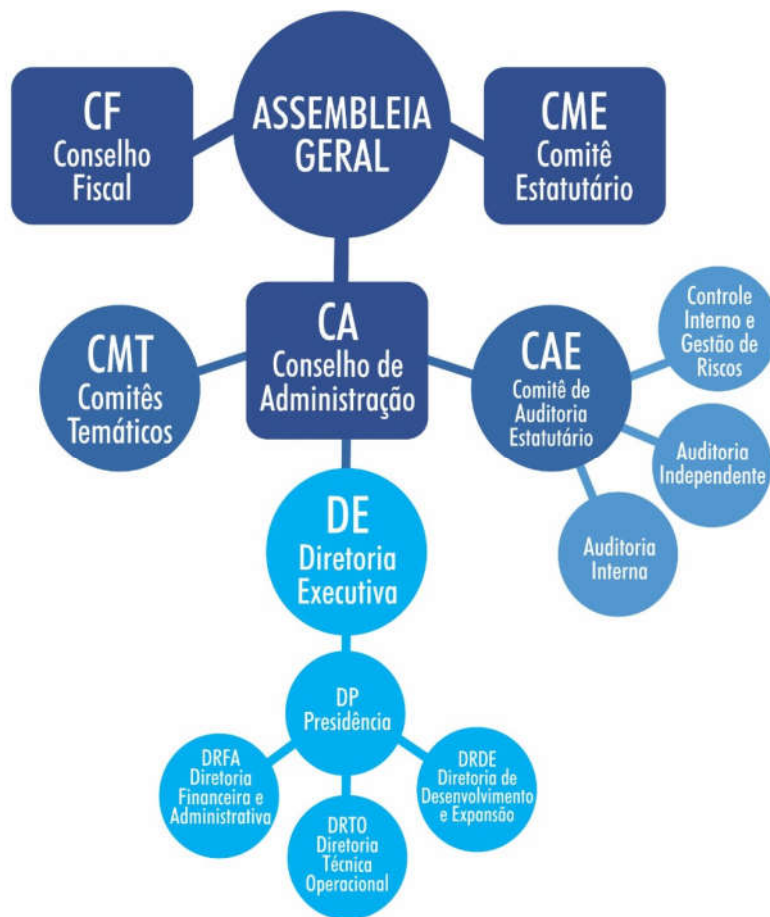 CF
Conselho
Fiscal
ASSEMBLEIA
GERAL
CME
Comitê
Estatutário
CMT
Comitês
Temáticos
CA
Conselho de
Administração
CAE
Comitê de
Auditoria
Estatutário
Controle
Interno e
Gestão de
Riscos
Auditoria
Independente
Auditoria
Interna
DE
Diretoria
Executiva
DP
Presidência
DRFA
Diretoria
Financeira e
Administrativa
DRTO
Diretoria
Técnica
Operacional
DRDE
Diretoria de
Desenvolvimento
e Expansão